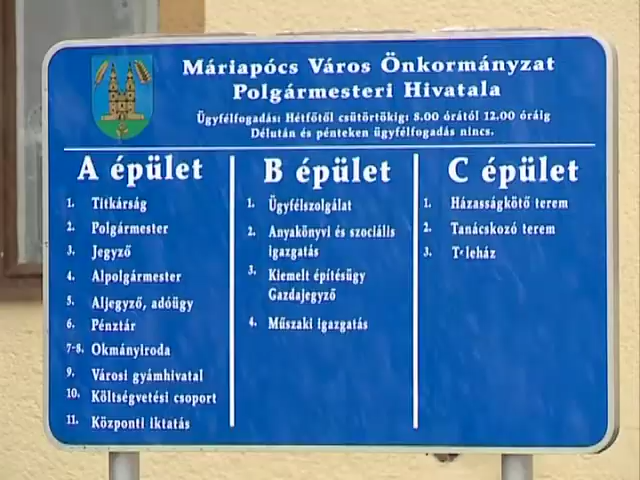 Máriapócs Város Önkormányzat
Polgármesteri Hivatala
Ügyfélfogadás: Hétfőtől csütörtökig: 8.00 órától 12.00 óráig
Délután és pénteken ügyfélfogadás nincs.
A épület
1. Titkárság
2. Polgármester
3. Jegyző
4. Alpolgármester
5. Aljegyző, adóügy
6. Pénztár
7-8. Okmányiroda
9. Városi gyámhivatal
10. Költségvetési csoport
11. Központi iktatás
B épület
1. Ügyfélszolgálat
2. Anyakönyvi és szociális
igazgatás
3. Kiemelt építésügy
Gazdajegyző
4. Műszaki igazgatás
C épület
1. Házasságkötő terem
2. Tanácskozó terem
3. Teleház